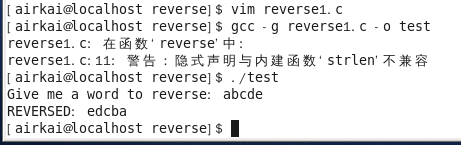 [airkai@localhost reverse]$ vim reverse1.c
[airkai@localhost reverse]$ gcc -g reverse1.c -o test
reverse1.c: 在函数‘reverse’中:
reverse1.c:11: 警告：隐式声明与内建函数‘strlen’不兼容
[airkai@localhost reverse]$ ./test
Give me a word to reverse: abcde
REVERSED: edcba
[airkai@localhost reverse]$